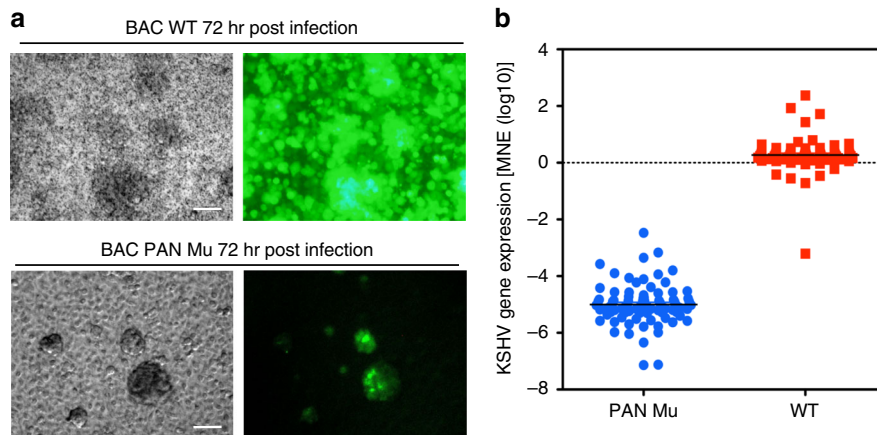 a
BAC WT 72 hr post infection
BAC PAN Mu 72 hr post infection
b
KSHV gene expression [MNE (log10)]
4
2
0
−2
−4
−6
−8
PAN Mu WT